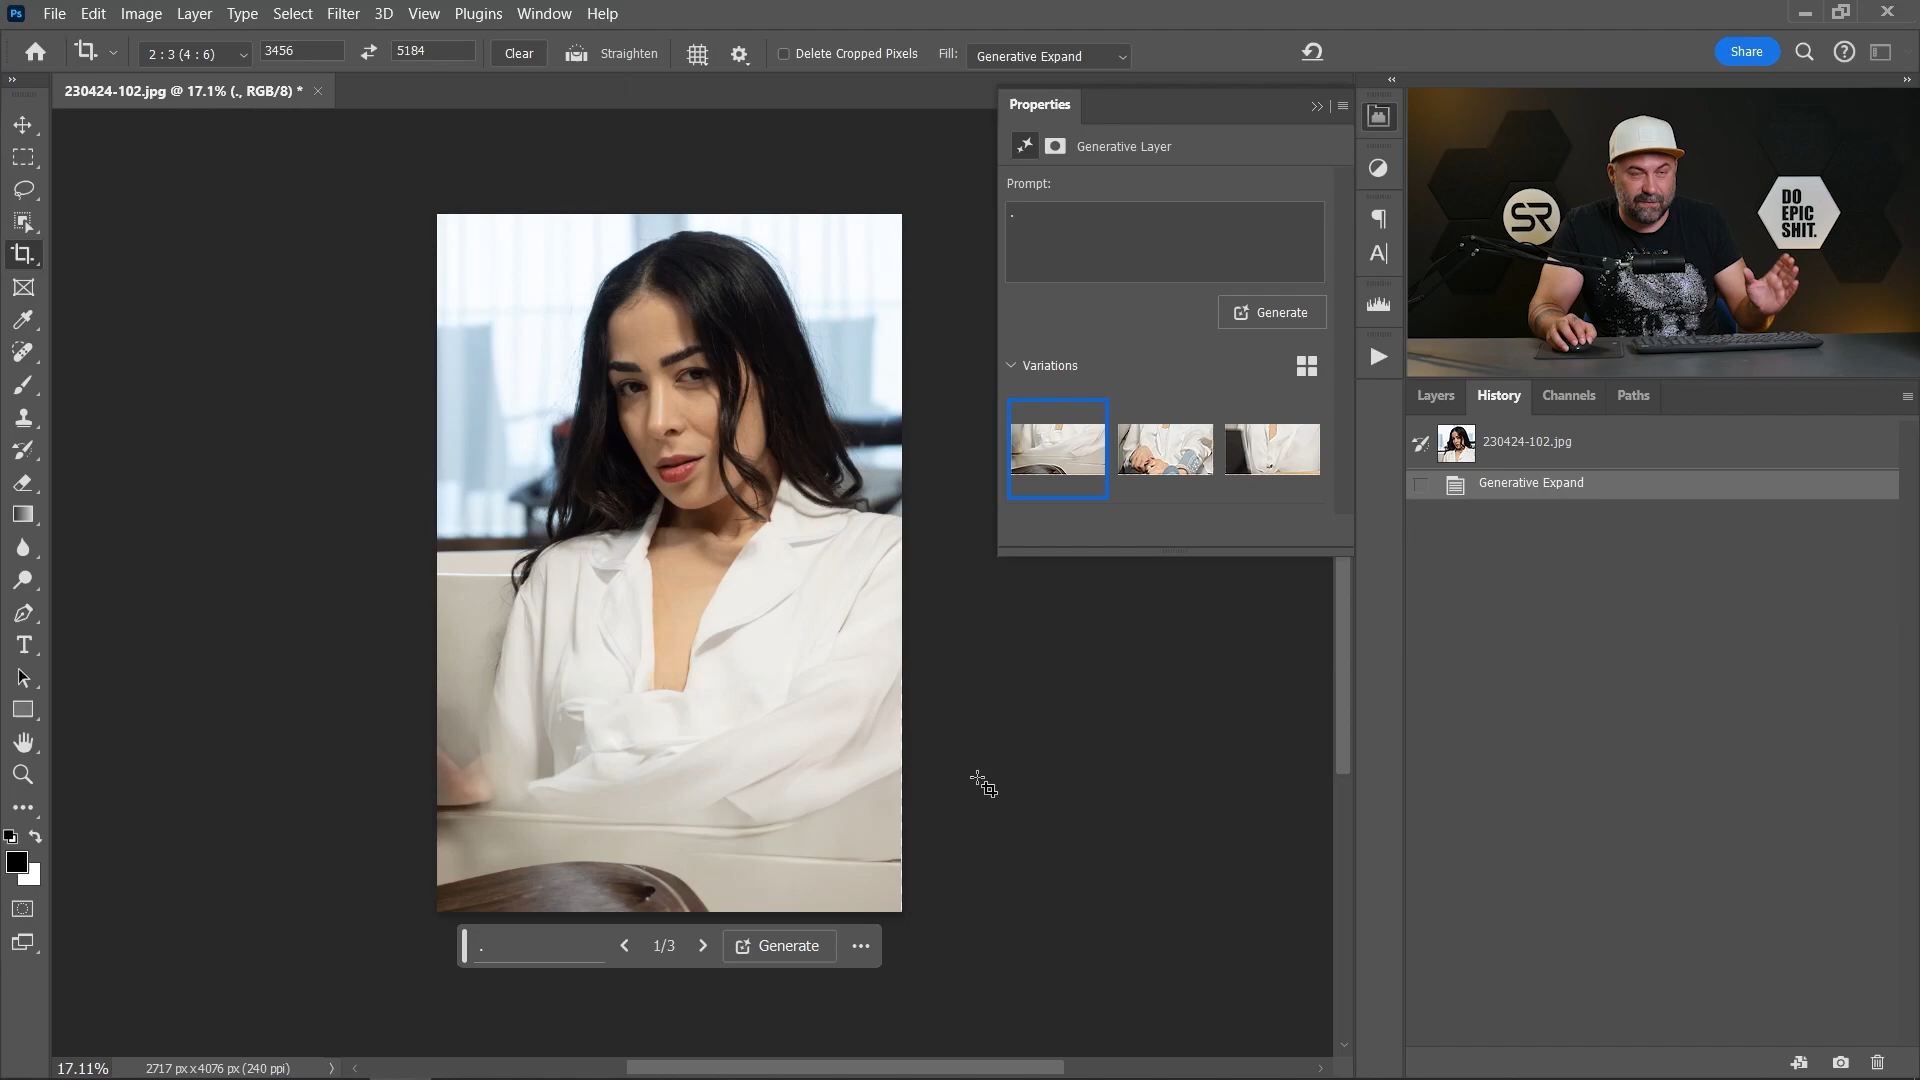 Ps File Edit Image Layer Type Select Filter 3D View Plugins Window Help
2 : 3 (4 : 6) 3456 5184 Clear Straighten Delete Cropped Pixels Fill: Generative Expand Share
230424-102.jpg @ 17.1% (., RGB/8) *
Properties
Generative Layer
Prompt:
.
Generate
Variations
SR
DO
EPIC
SHIT.
Layers History Channels Paths
230424-102.jpg
Generative Expand
. 1/3 Generate
17.11% 2717 px x 4076 px (240 ppi)